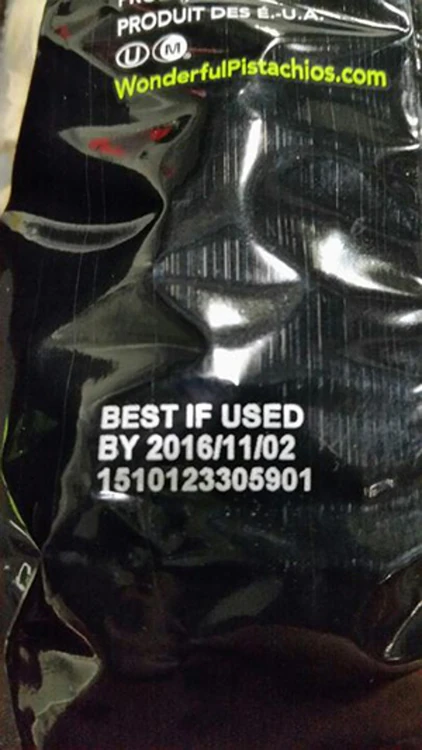 PRODUIT DES É.-U.A.
U M
WonderfulPistachios.com
BEST IF USED
BY 2016/11/02
1510123305901